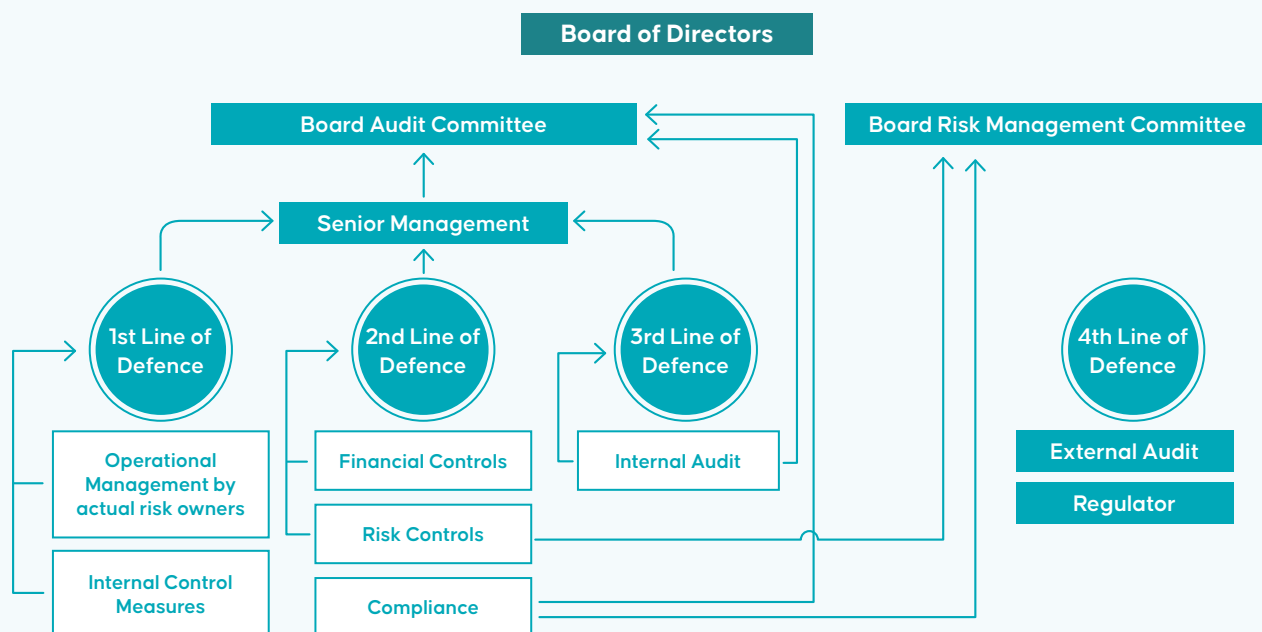 Board of Directors
Board Audit Committee
Board Risk Management Committee
Senior Management
1st Line of
Defence
2nd Line of
Defence
3rd Line of
Defence
4th Line of
Defence
Operational
Management by
actual risk owners
Internal Control
Measures
Financial Controls
Risk Controls
Compliance
Internal Audit
External Audit
Regulator